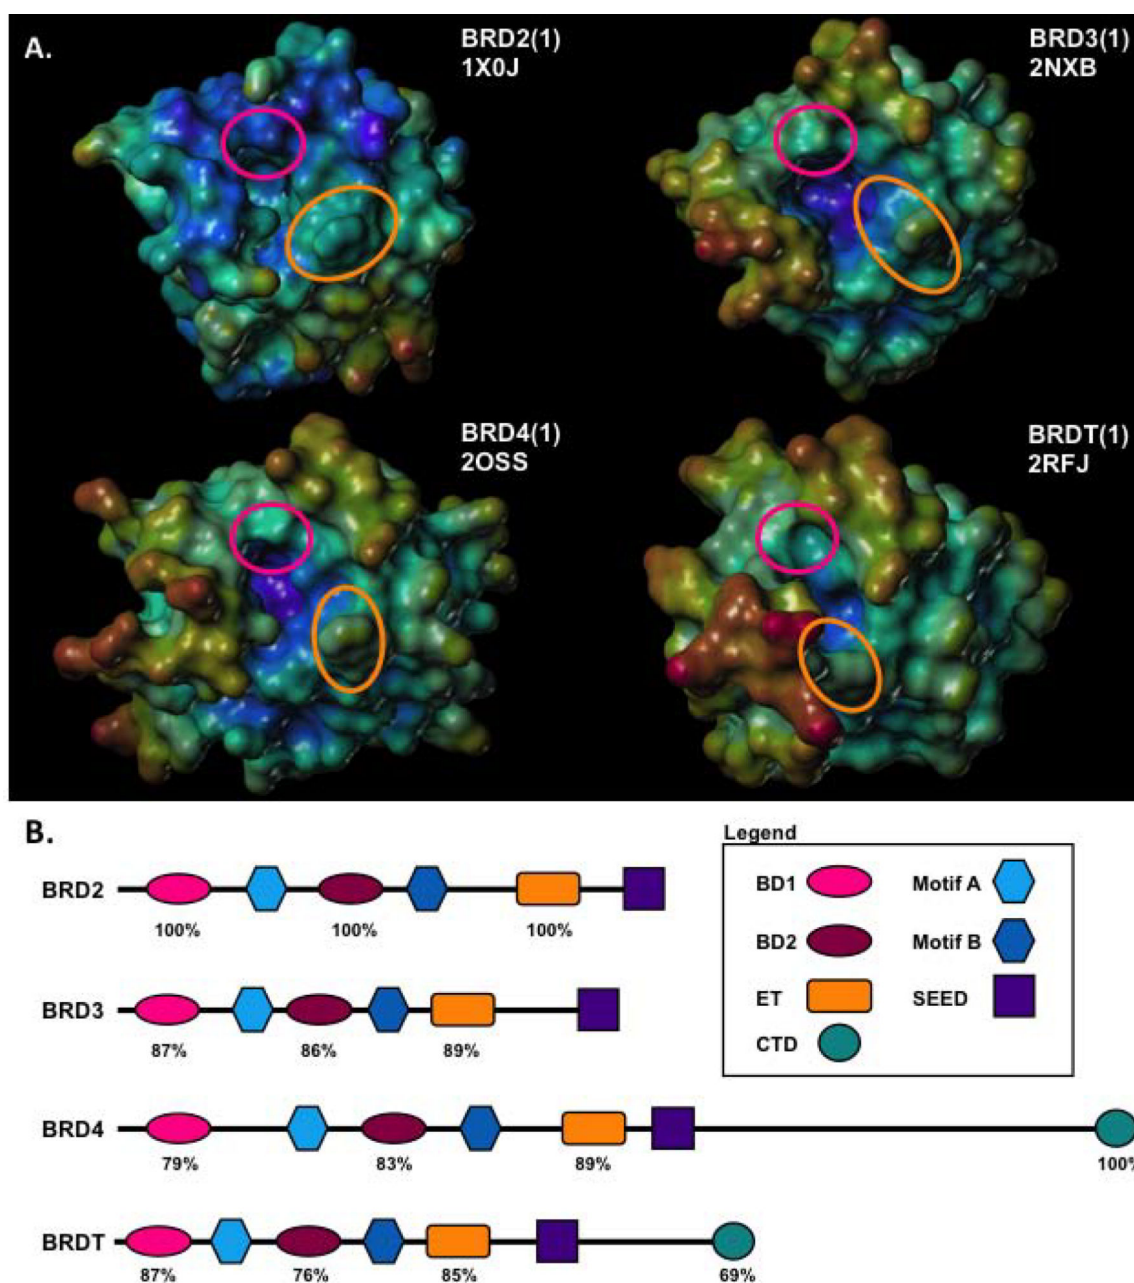 A.
BRD2(1)
1X0J
BRD3(1)
2NXB
BRD4(1)
2OSS
BRDT(1)
2RFJ
B.
BRD2
100% 100% 100%
BRD3
87% 86% 89%
BRD4
79% 83% 89% 100%
BRDT
87% 76% 85% 69%
Legend
BD1 Motif A
BD2 Motif B
ET SEED
CTD